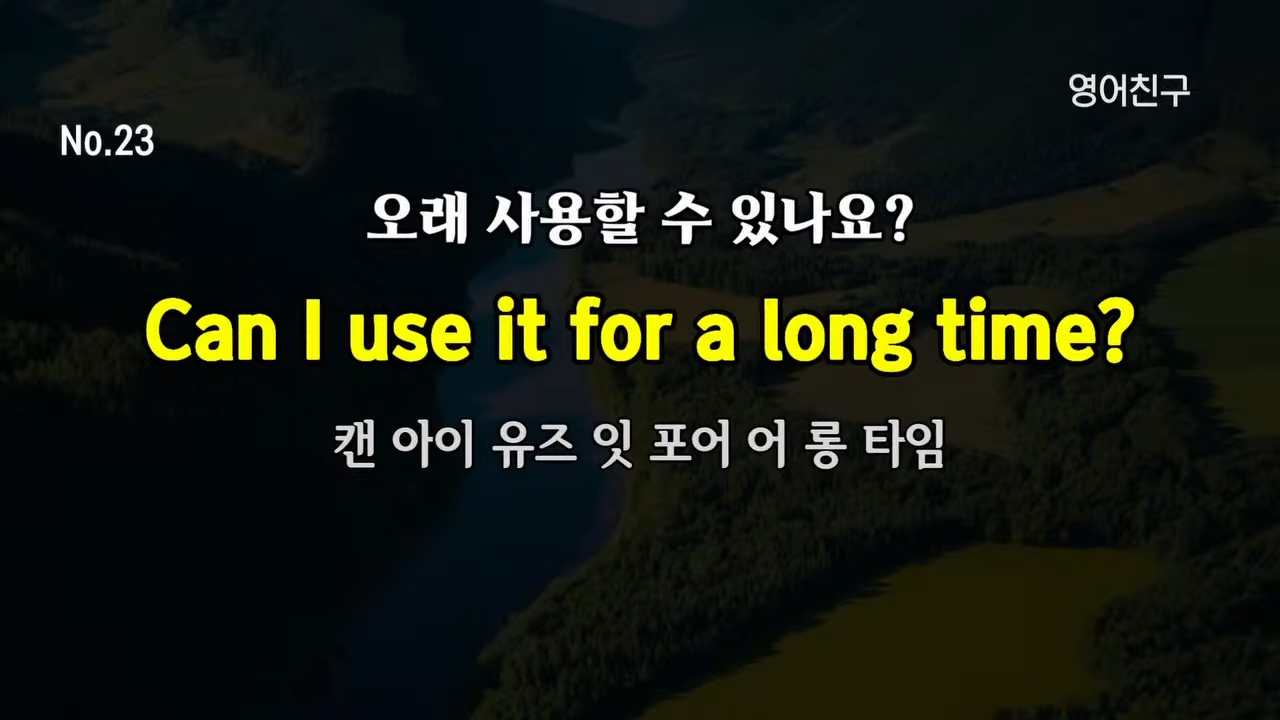 영어친구
No.23
오래 사용할 수 있나요?
Can I use it for a long time?
캔 아이 유즈 잇 포어 어 롱 타임